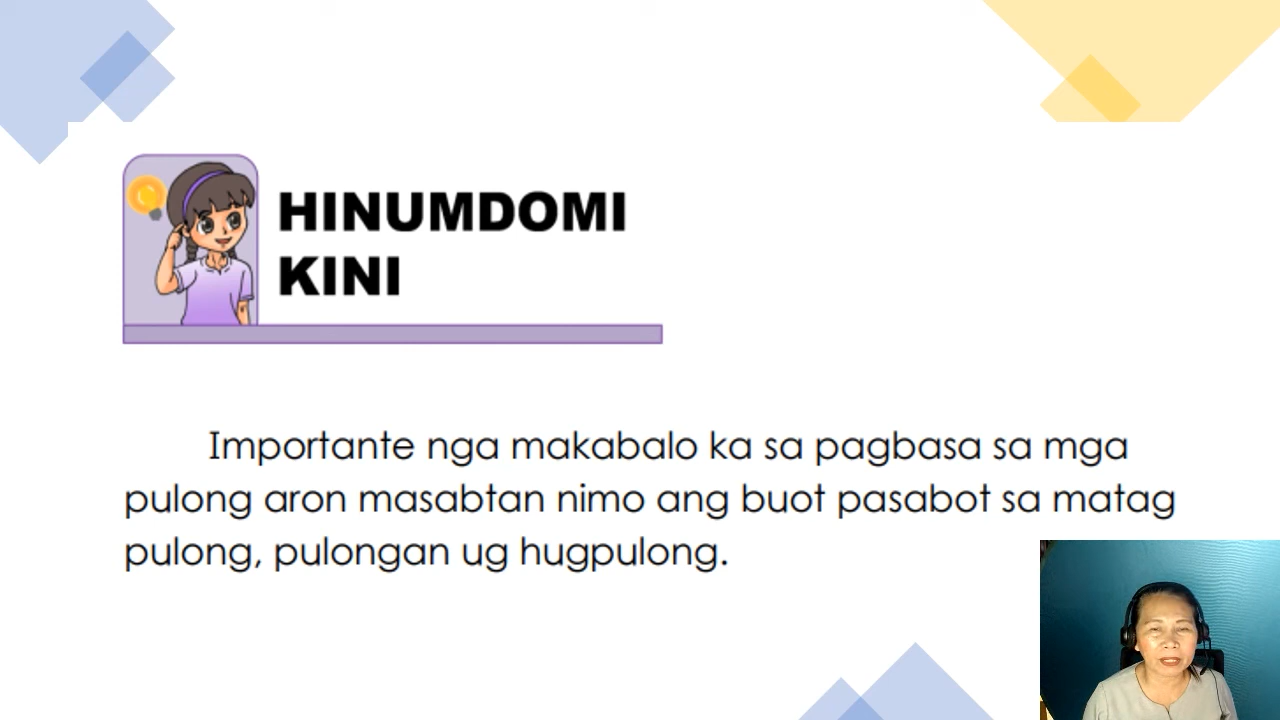 HINUMDOMI
KINI
Importante nga makabalo ka sa pagbasa sa mga
pulong aron masabtan nimo ang buot pasabot sa matag
pulong, pulongan ug hugpulong.